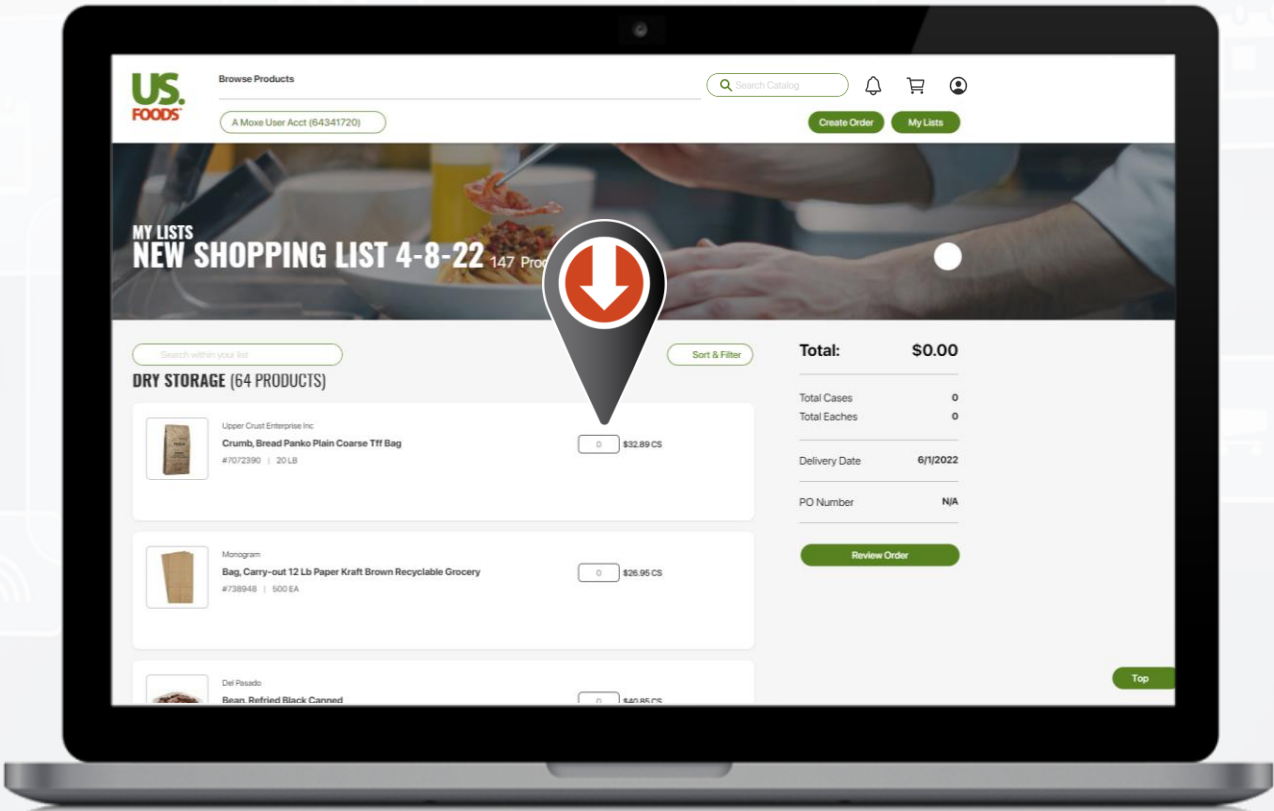 US.
FOODS
Browse Products
Search Catalog
A Moxe User Acct (64341720)
Create Order
My Lists
MY LISTS
NEW SHOPPING LIST 4-8-22 147
Search within your list
Sort & Filter
DRY STORAGE (64 PRODUCTS)
Upper Crust Enterprise Inc
Crumb, Bread Panko Plain Coarse Tff Bag
#7072390 | 20 LB
0 $32.89 CS
Monogram
Bag, Carry-out 12 Lb Paper Kraft Brown Recyclable Grocery
#738948 | 500 EA
0 $26.95 CS
Del Pasado
Bean, Refried Black Canned
0 $40.85 CS
Total: $0.00
Total Cases 0
Total Eaches 0
Delivery Date 6/1/2022
PO Number N/A
Review Order
Top